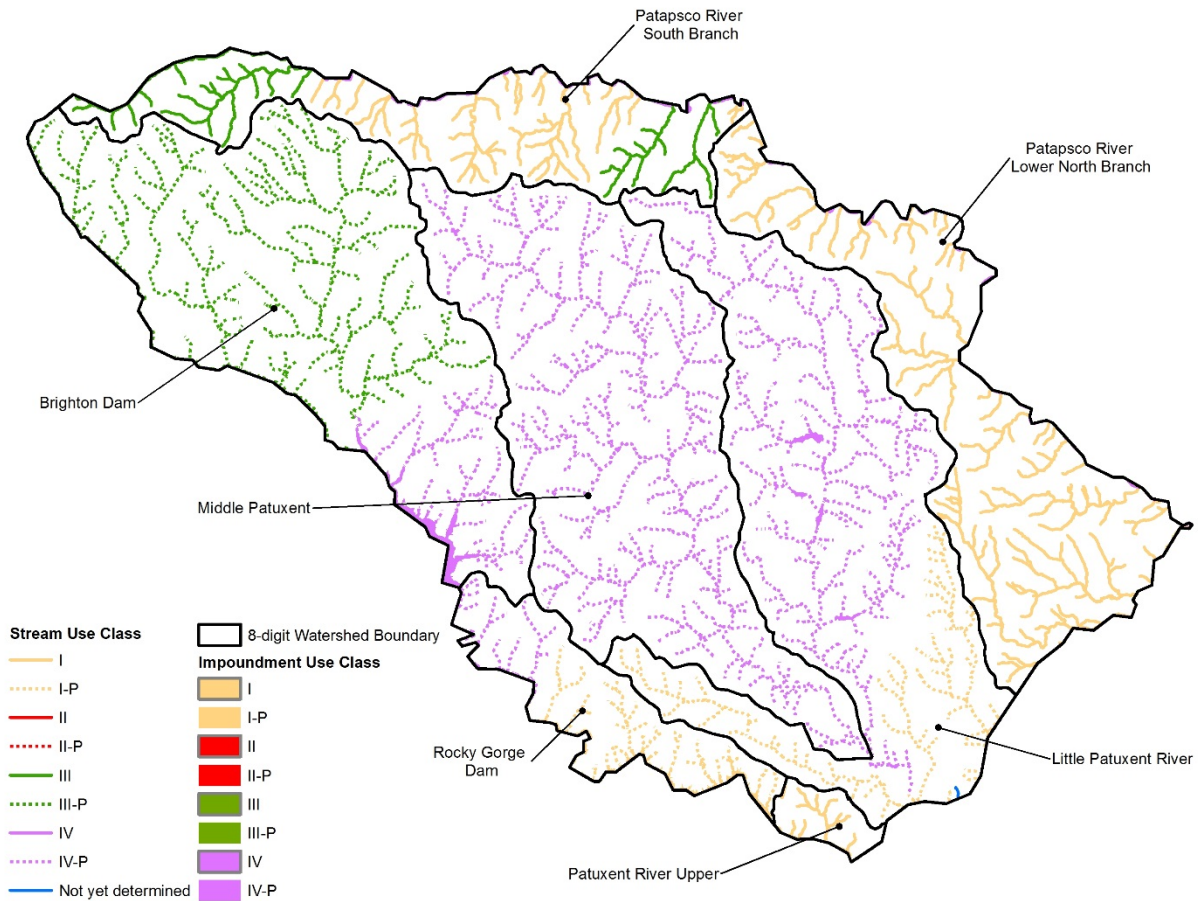 Patapsco River
South Branch
Patapsco River
Lower North Branch
Brighton Dam
Middle Patuxent
Rocky Gorge
Dam
Little Patuxent River
Patuxent River Upper
Stream Use Class
I
I-P
II
II-P
III
III-P
IV
IV-P
Not yet determined
8-digit Watershed Boundary
Impoundment Use Class
I
I-P
II
II-P
III
III-P
IV
IV-P